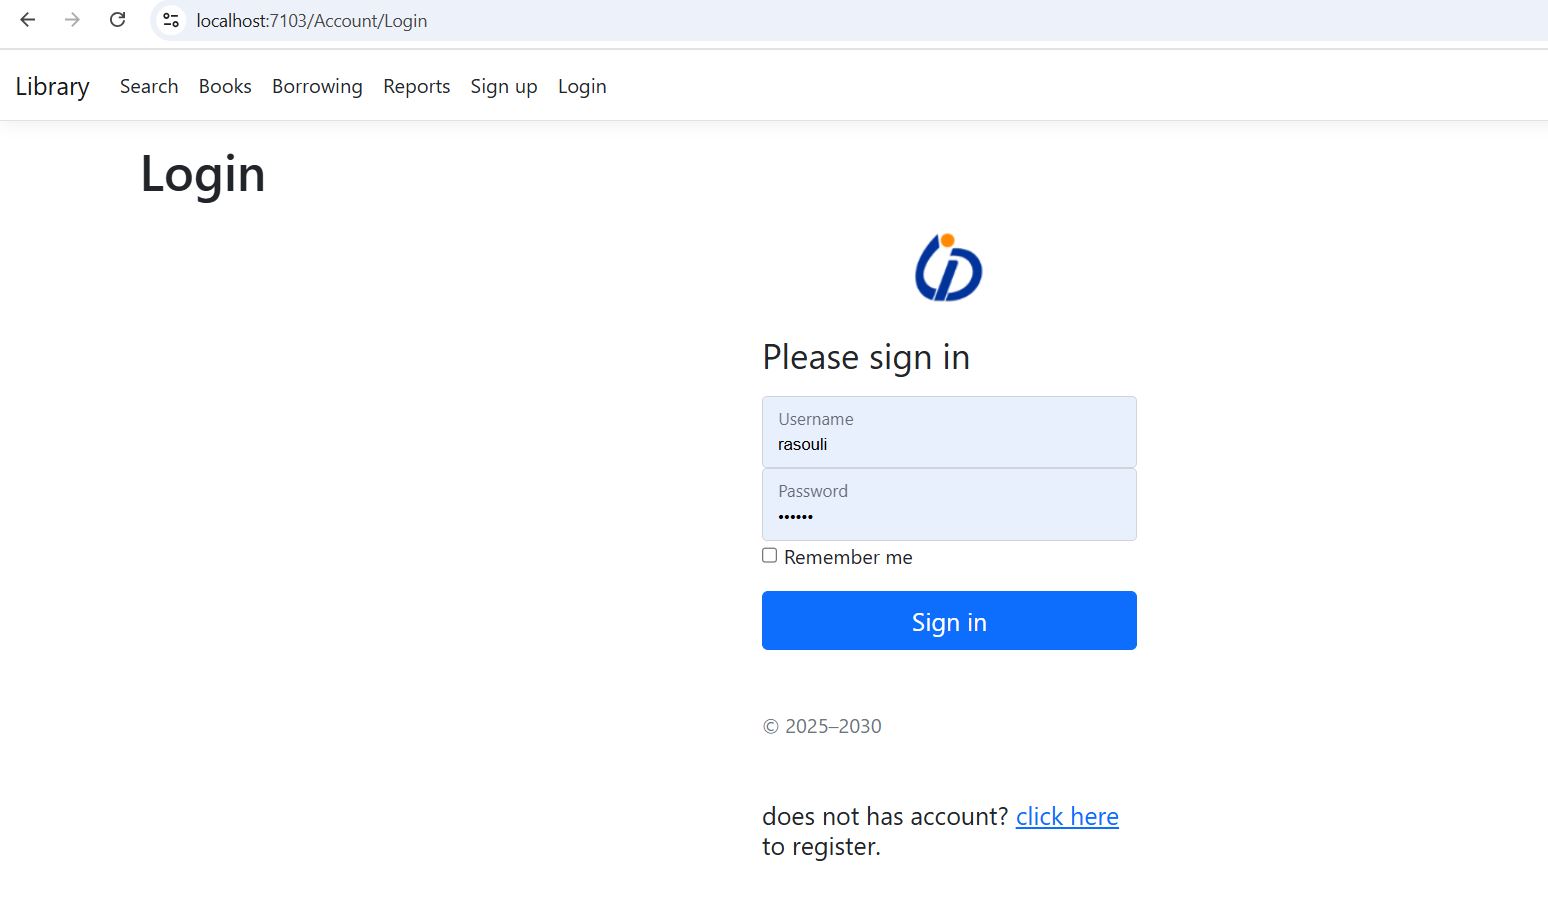 localhost:7103/Account/Login
Library Search Books Borrowing Reports Sign up Login
Login
Please sign in
Username
rasouli
Password
••••••
Remember me
Sign in
© 2025–2030
does not has account? click here
to register.